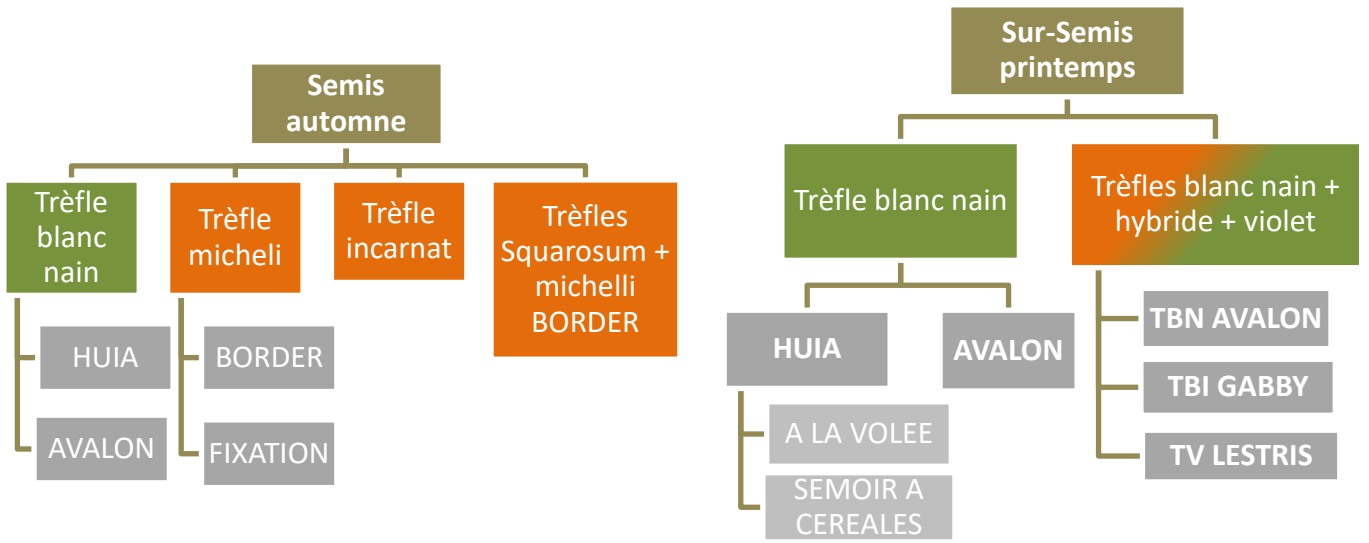 Semis
automne
Trèfle
blanc
nain
HUIA
AVALON
Trèfle
micheli
BORDER
FIXATION
Trèfle
incarnat
Trèfles
Squarosum +
michelli
BORDER
Sur-Semis
printemps
Trèfle blanc nain
HUIA
A LA VOLEE
SEMOIR A
CEREALES
AVALON
Trèfles blanc nain +
hybride + violet
TBN AVALON
TBI GABBY
TV LESTRIS